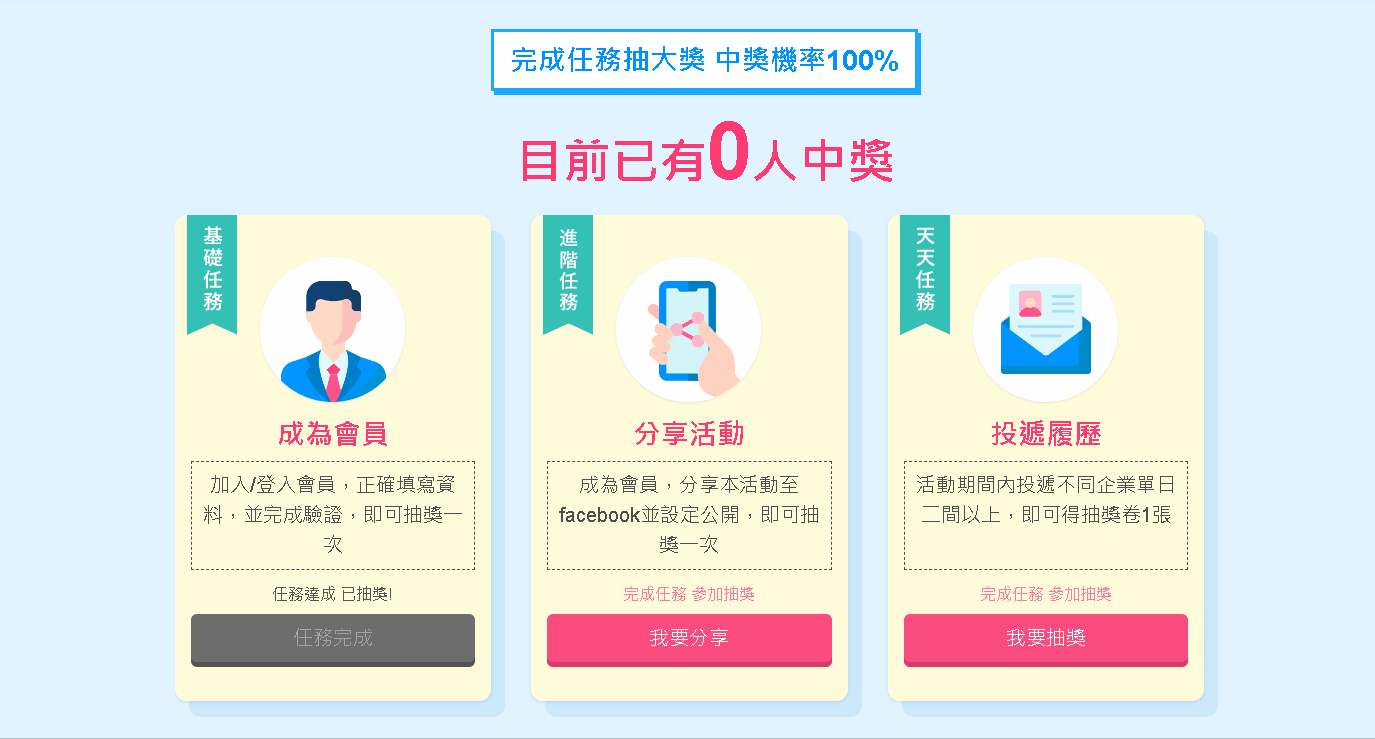 完成任務抽大獎 中獎機率100%
目前已有0人中獎
基礎任務
成為會員
加入/登入會員，正確填寫資
料，並完成驗證，即可抽獎一
次
任務達成 已抽獎!
任務完成
進階任務
分享活動
成為會員，分享本活動至
facebook並設定公開，即可抽
獎一次
完成任務 參加抽獎
我要分享
天天任務
投遞履歷
活動期間內投遞不同企業單日
二間以上，即可得抽獎卷1張
完成任務 參加抽獎
我要抽獎